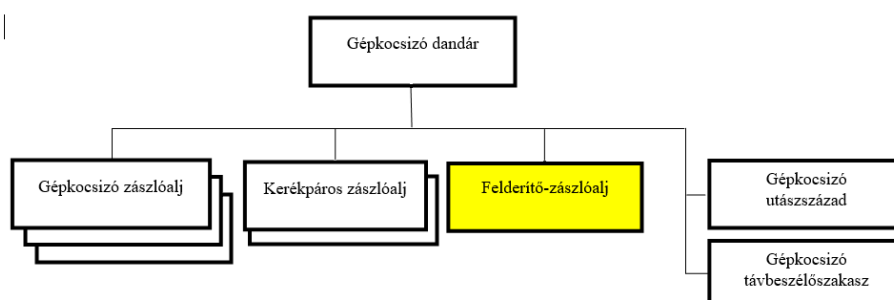 Gépkocsizó dandár
Gépkocsizó zászlóalj
Kerékpáros zászlóalj
Felderítő-zászlóalj
Gépkocsizó
utászszázad
Gépkocsizó
távbeszélőszakasz